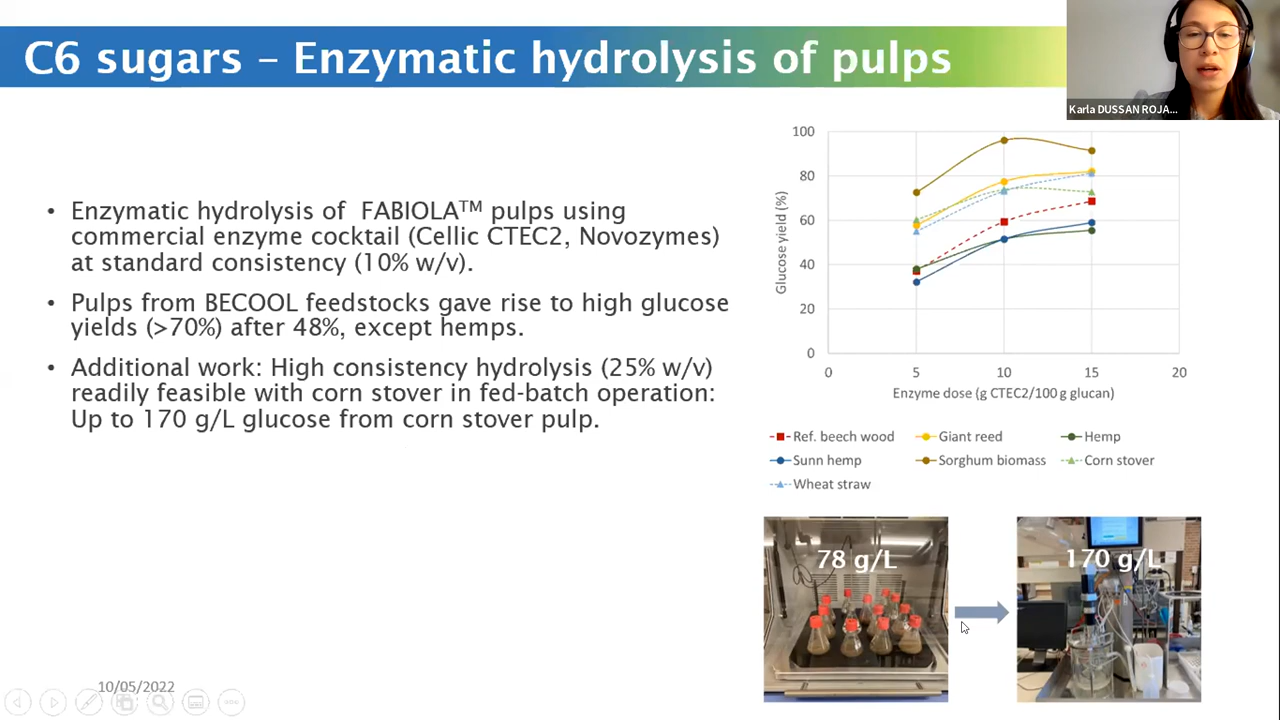 C6 sugars – Enzymatic hydrolysis of pulps
Karla DUSSAN ROJA...
• Enzymatic hydrolysis of FABIOLA™ pulps using
commercial enzyme cocktail (Cellic CTEC2, Novozymes)
at standard consistency (10% w/v).
• Pulps from BECOOL feedstocks gave rise to high glucose
yields (>70%) after 48%, except hemps.
• Additional work: High consistency hydrolysis (25% w/v)
readily feasible with corn stover in fed-batch operation:
Up to 170 g/L glucose from corn stover pulp.
Glucose yield (%)
100
80
60
40
20
0
0 5 10 15 20
Enzyme dose (g CTEC2/100 g glucan)
Ref. beech wood Giant reed Hemp
Sunn hemp Sorghum biomass Corn stover
Wheat straw
78 g/L
170 g/L
10/05/2022